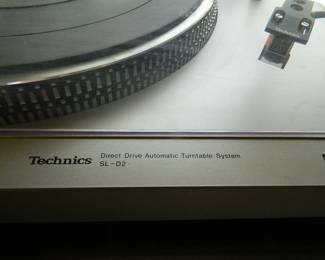 Technics Direct Drive Automatic Turntable System
SL-D2